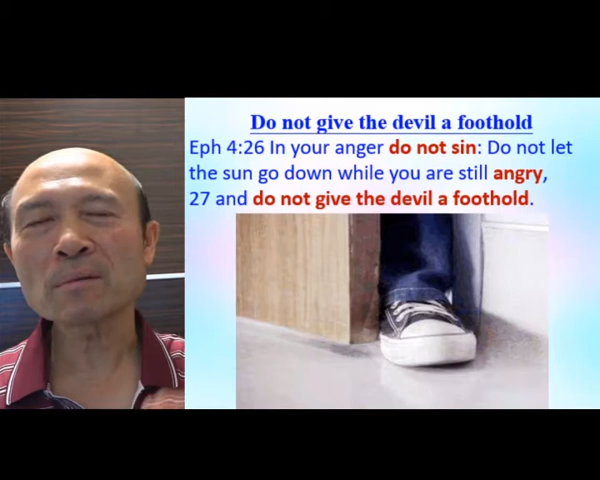 Do not give the devil a foothold
Eph 4:26 In your anger do not sin: Do not let
the sun go down while you are still angry,
27 and do not give the devil a foothold.